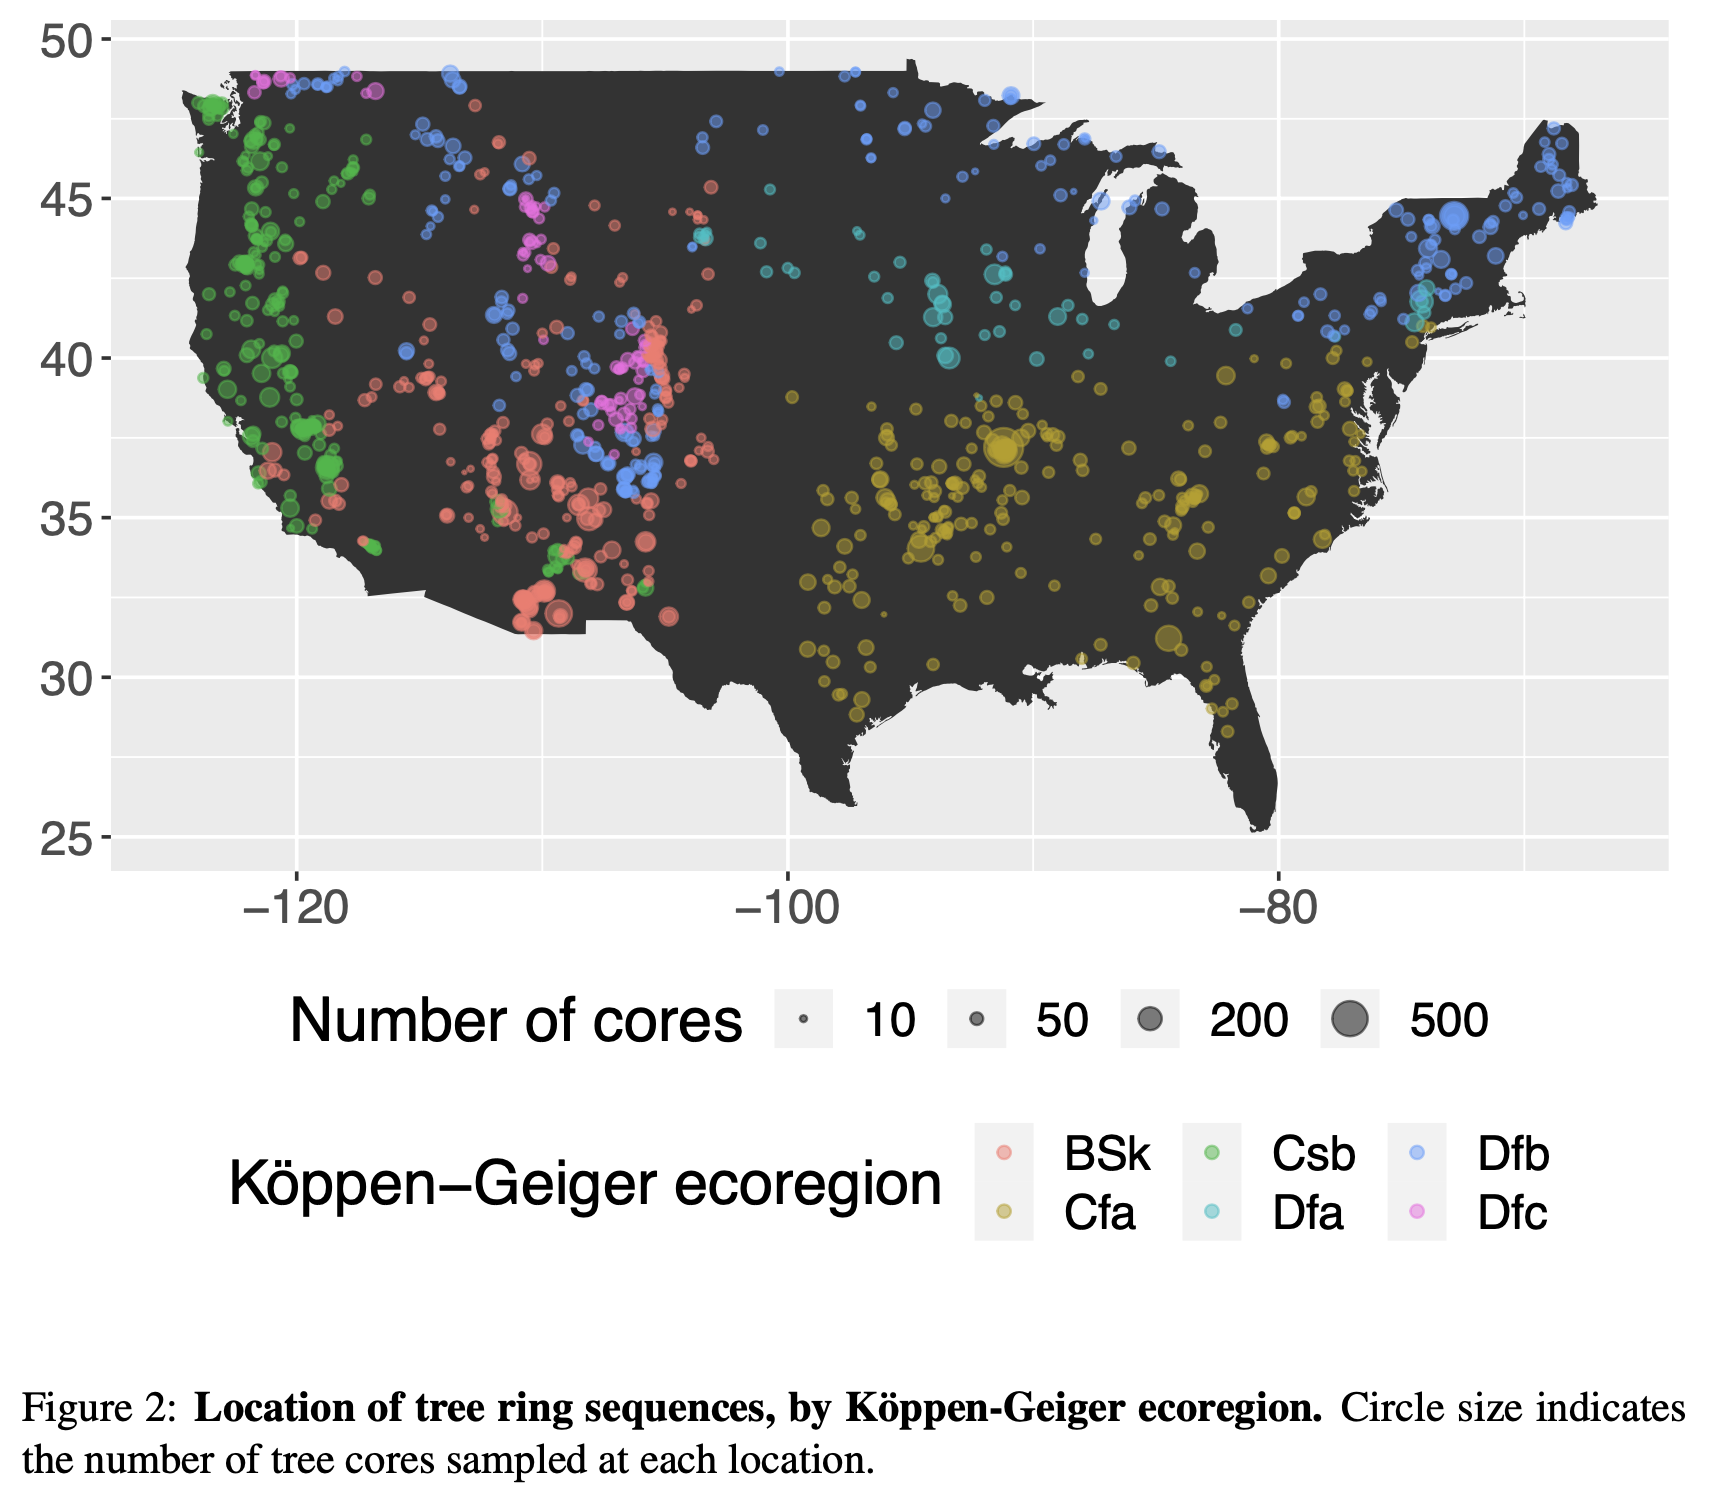 50
45
40
35
30
25
−120 −100 −80
Number of cores 10 50 200 500
Köppen−Geiger ecoregion
BSk Csb Dfb
Cfa Dfa Dfc
Figure 2: Location of tree ring sequences, by Köppen-Geiger ecoregion. Circle size indicates
the number of tree cores sampled at each location.